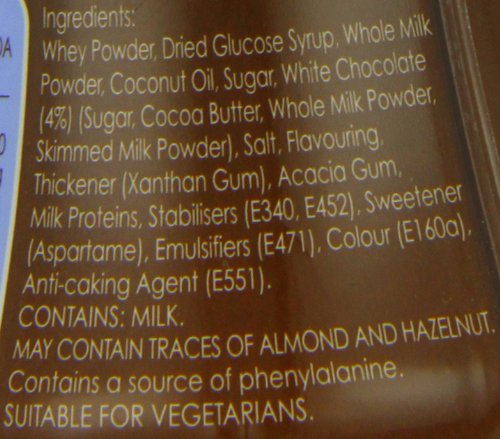 Ingredients:
Whey Powder, Dried Glucose Syrup, Whole Milk
Powder, Coconut Oil, Sugar, White Chocolate
(4%) (Sugar, Cocoa Butter, Whole Milk Powder,
Skimmed Milk Powder), Salt, Flavouring,
Thickener (Xanthan Gum), Acacia Gum,
Milk Proteins, Stabilisers (E340, E452), Sweetener
(Aspartame), Emulsifiers (E471), Colour (E160a),
Anti-caking Agent (E551).
CONTAINS: MILK.
MAY CONTAIN TRACES OF ALMOND AND HAZELNUT.
Contains a source of phenylalanine.
SUITABLE FOR VEGETARIANS.